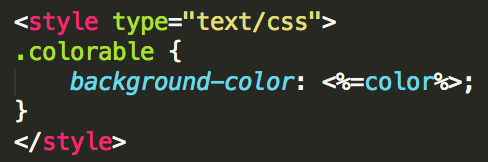 <style type="text/css">
.colorable {
    background-color: <%=color%>;
}
</style>